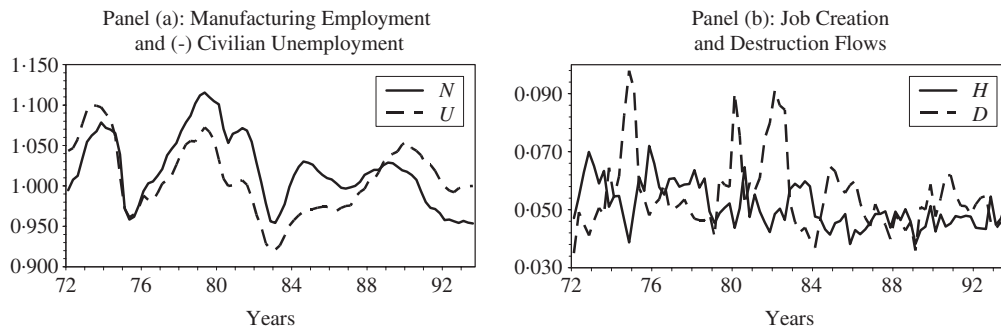 Panel (a): Manufacturing Employment
and (-) Civilian Unemployment
1·150
1·100
1·050
1·000
0·950
0·900
N
U
72 76 80 84 88 92
Years
Panel (b): Job Creation
and Destruction Flows
0·090
0·070
0·050
0·030
H
D
72 76 80 84 88 92
Years